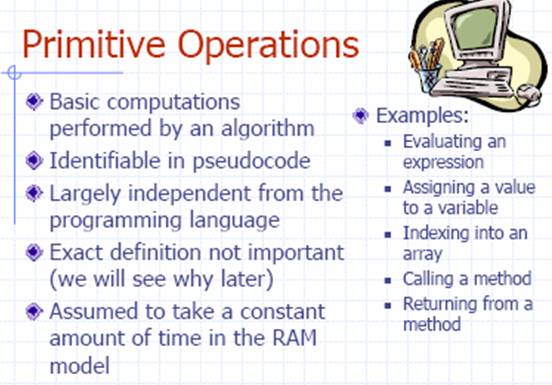 Primitive Operations
Basic computations
performed by an algorithm
Identifiable in pseudocode
Largely independent from the
programming language
Exact definition not important
(we will see why later)
Assumed to take a constant
amount of time in the RAM
model
Examples:
Evaluating an
expression
Assigning a value
to a variable
Indexing into an
array
Calling a method
Returning from a
method